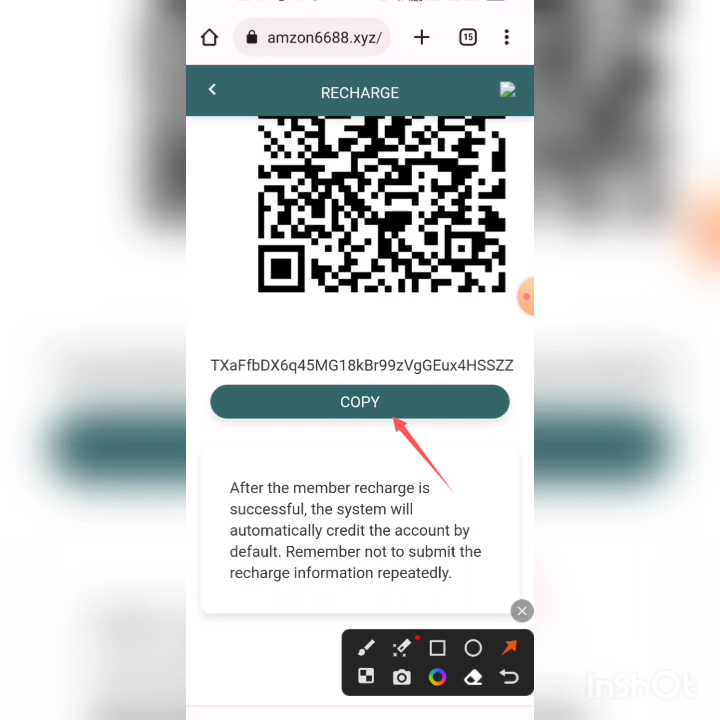 amzon6688.xyz/
15
RECHARGE
TXaFfbDX6q45MG18kBr99zVgGEux4HSSZZ
COPY
After the member recharge is
successful, the system will
automatically credit the account by
default. Remember not to submit the
recharge information repeatedly.
InShOt